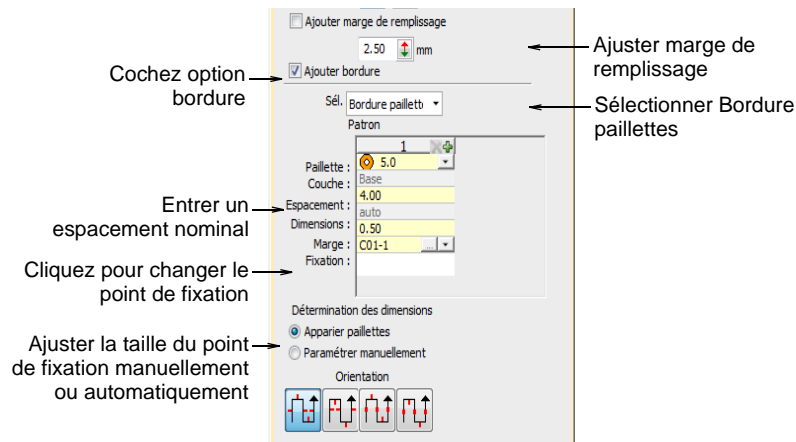 Ajouter marge de remplissage
2.50 mm
Ajuster marge de
remplissage
Cochez option
bordure
Ajouter bordure
Sél. Bordure paillett
Sélectionner Bordure
paillettes
Patron
1
Paillette : 5.0
Couche : Base
Entrer un
espacement nominal
Espacement : 4.00
auto
Dimensions : 0.50
Marge : C01-1 ...
Fixation :
Cliquez pour changer le
point de fixation
Détermination des dimensions
Apparier paillettes
Ajuster la taille du point
de fixation manuellement
ou automatiquement
Paramétrer manuellement
Orientation